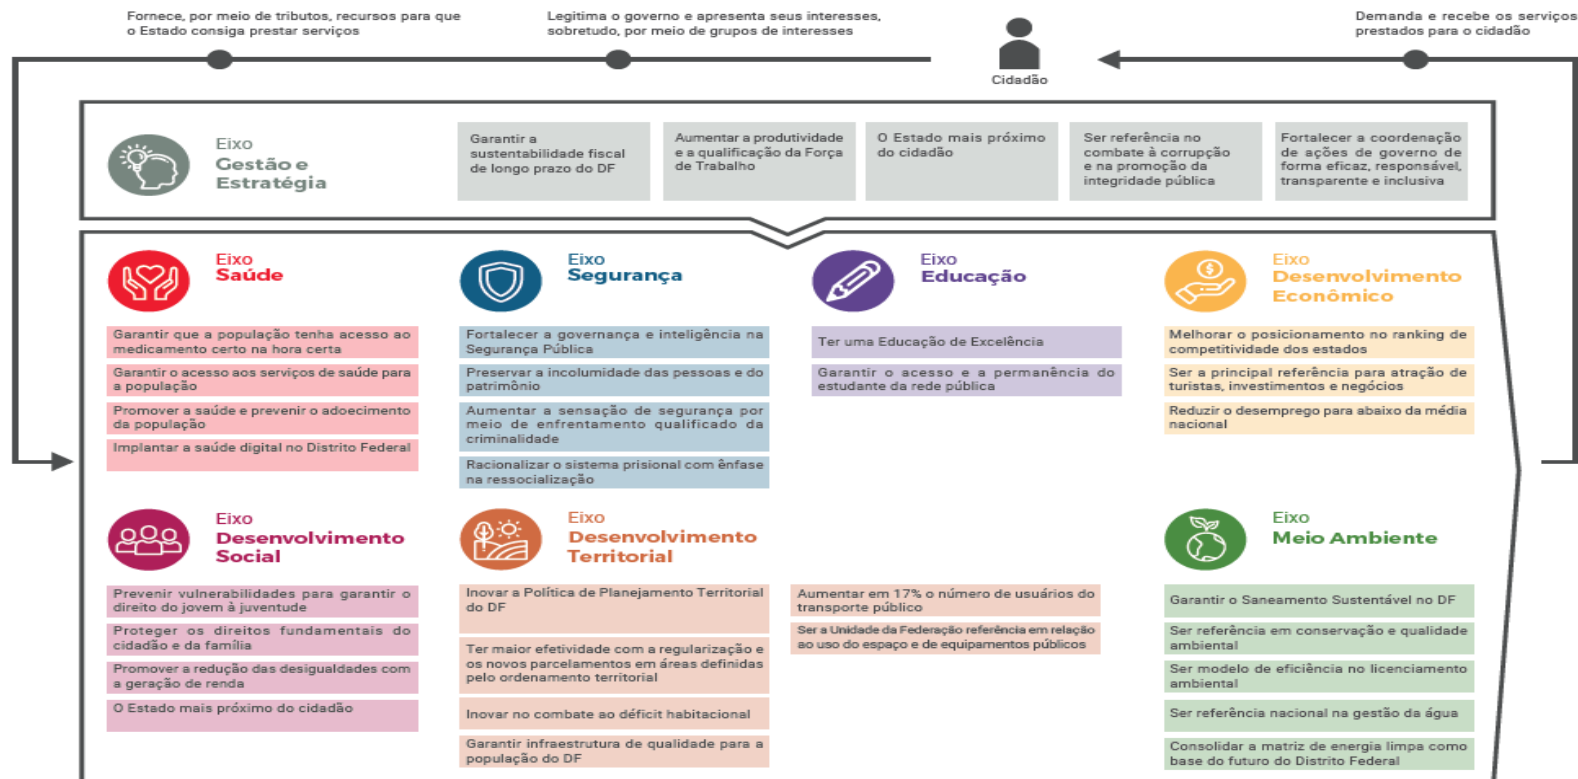 Fornece, por meio de tributos, recursos para que
o Estado consiga prestar serviços
Legitima o governo e apresenta seus interesses,
sobretudo, por meio de grupos de interesses
Demanda e recebe os serviços
prestados para o cidadão
Cidadão
Eixo
Gestão e
Estratégia
Garantir a
sustentabilidade fiscal
de longo prazo do DF
Aumentar a produtividade
e a qualificação da Força
de Trabalho
O Estado mais próximo
do cidadão
Ser referência no
combate à corrupção
e na promoção da
integridade pública
Fortalecer a coordenação
de ações de governo de
forma eficaz, responsável,
transparente e inclusiva
Eixo
Saúde
Garantir que a população tenha acesso ao
medicamento certo na hora certa
Garantir o acesso aos serviços de saúde para
a população
Promover a saúde e prevenir o adoecimento
da população
Implantar a saúde digital no Distrito Federal
Eixo
Segurança
Fortalecer a governança e inteligência na
Segurança Pública
Preservar a incolumidade das pessoas e do
patrimônio
Aumentar a sensação de segurança por
meio de enfrentamento qualificado da
criminalidade
Racionalizar o sistema prisional com ênfase
na ressocialização
Eixo
Educação
Ter uma Educação de Excelência
Garantir o acesso e a permanência do
estudante da rede pública
Eixo
Desenvolvimento
Econômico
Melhorar o posicionamento no ranking de
competitividade dos estados
Ser a principal referência para atração de
turistas, investimentos e negócios
Reduzir o desemprego para abaixo da média
nacional
Eixo
Desenvolvimento
Social
Prevenir vulnerabilidades para garantir o
direito do jovem à juventude
Proteger os direitos fundamentais do
cidadão e da família
Promover a redução das desigualdades com
a geração de renda
O Estado mais próximo do cidadão
Eixo
Desenvolvimento
Territorial
Inovar a Política de Planejamento Territorial
do DF
Ter maior efetividade com a regularização e
os novos parcelamentos em áreas definidas
pelo ordenamento territorial
Inovar no combate ao déficit habitacional
Garantir infraestrutura de qualidade para a
população do DF
Aumentar em 17% o número de usuários do
transporte público
Ser a Unidade da Federação referência em relação
ao uso do espaço e de equipamentos públicos
Eixo
Meio Ambiente
Garantir o Saneamento Sustentável no DF
Ser referência em conservação e qualidade
ambiental
Ser modelo de eficiência no licenciamento
ambiental
Ser referência nacional na gestão da água
Consolidar a matriz de energia limpa como
base do futuro do Distrito Federal